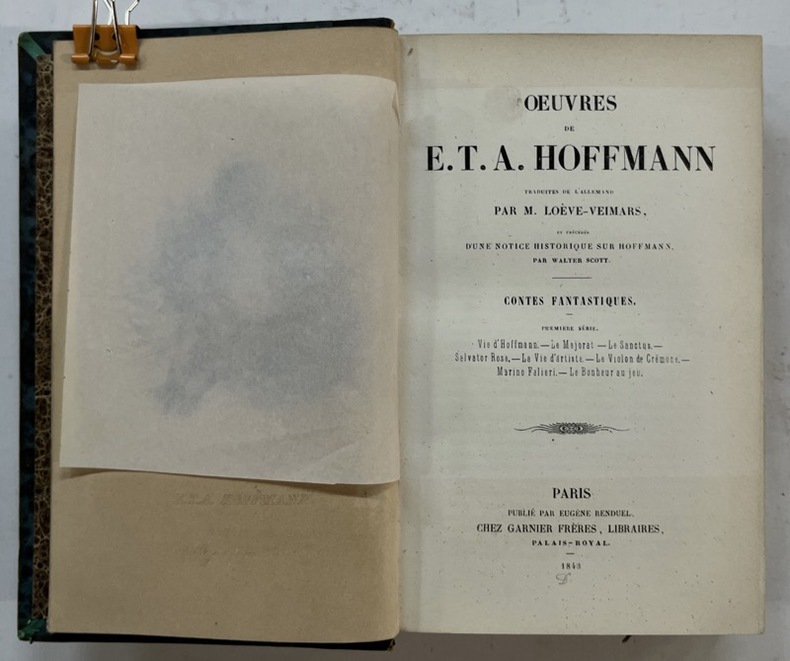 OEUVRES
DE
E. T. A. HOFFMANN
TRADUITES DE L'ALLEMAND
PAR M. LOÈVE-VEIMARS,
ET PRÉCÉDÉS
D'UNE NOTICE HISTORIQUE SUR HOFFMANN,
PAR WALTER SCOTT.
CONTES FANTASTIQUES.
PREMIÈRE SÉRIE.
Vie d'Hoffmann.—Le Majorat.—Le Sanctus.—
Salvator Rosa.—La Vie d'artiste.—Le Violon de Crémone.—
Marino Falieri.—Le Bonheur au jeu.
PARIS
PUBLIÉ PAR EUGÈNE RENDUEL,
CHEZ GARNIER FRÈRES, LIBRAIRES,
PALAIS-ROYAL.
E.T.A. HOFFMANN